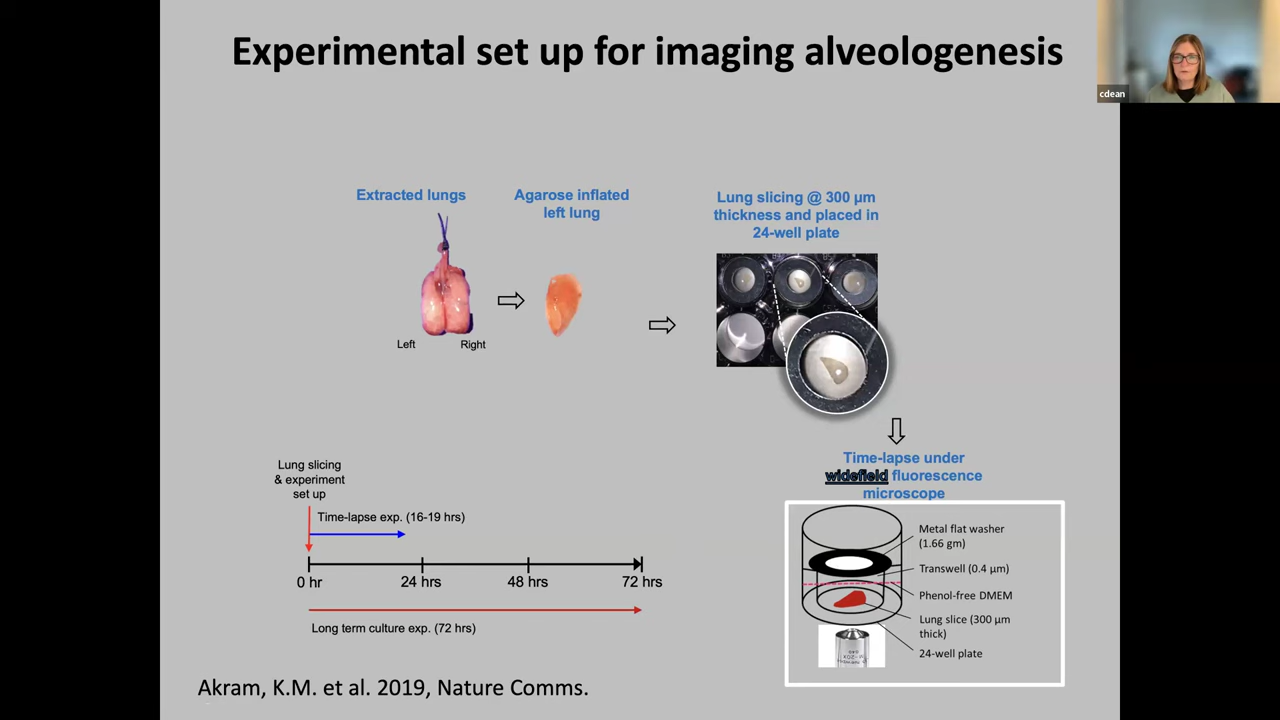 Experimental set up for imaging alveologenesis
cdean
Extracted lungs
Agarose inflated
left lung
Lung slicing @ 300 µm
thickness and placed in
24-well plate
Left
Right
Time-lapse under
widefield fluorescence
microscope
Metal flat washer
(1.66 gm)
Transwell (0.4 µm)
Phenol-free DMEM
Lung slice (300 µm
thick)
24-well plate
Lung slicing
& experiment
set up
Time-lapse exp. (16-19 hrs)
0 hr
24 hrs
48 hrs
72 hrs
Long term culture exp. (72 hrs)
Akram, K.M. et al. 2019, Nature Comms.